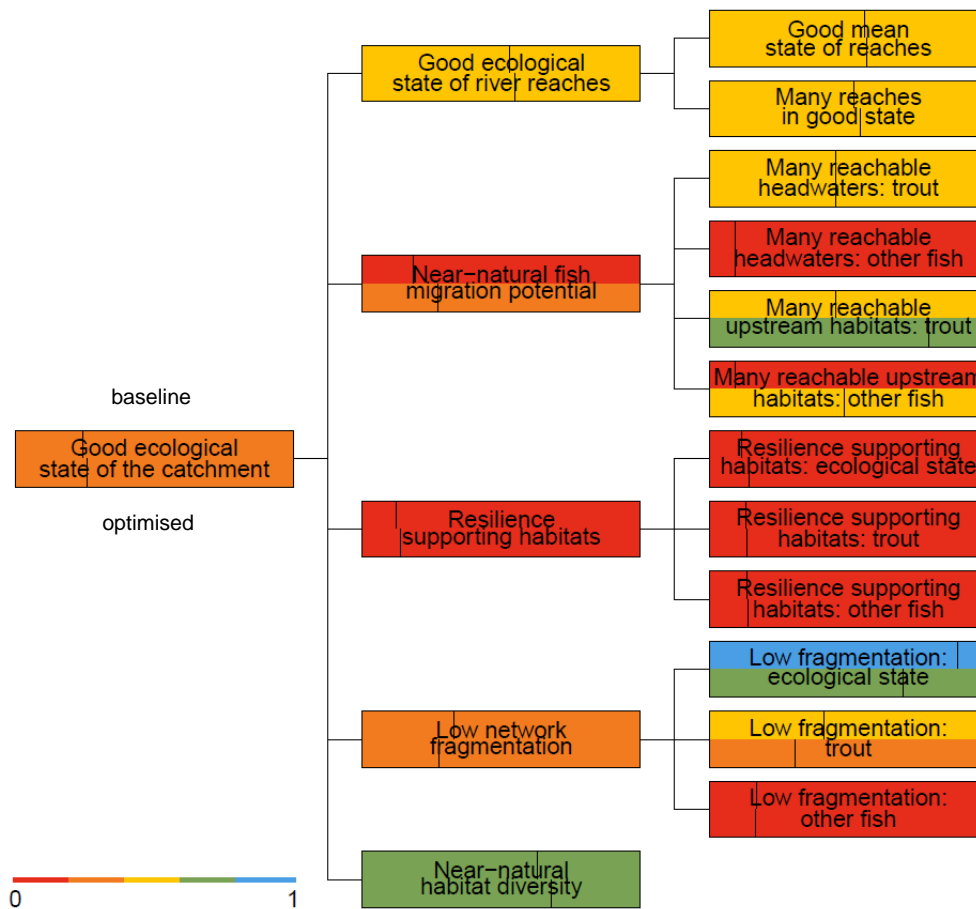 Good mean
state of reaches
Good ecological
state of river reaches
Many reaches
in good state
Many reachable
headwaters: trout
Many reachable
headwaters: other fish
Near−natural fish
migration potential
Many reachable
upstream habitats: trout
Many reachable upstream
habitats: other fish
baseline
Good ecological
state of the catchment
optimised
Resilience supporting
habitats: ecological state
Resilience
supporting habitats
Resilience supporting
habitats: trout
Resilience supporting
habitats: other fish
Low fragmentation:
ecological state
Low network
fragmentation
Low fragmentation:
trout
Low fragmentation:
other fish
Near−natural
habitat diversity
0 1